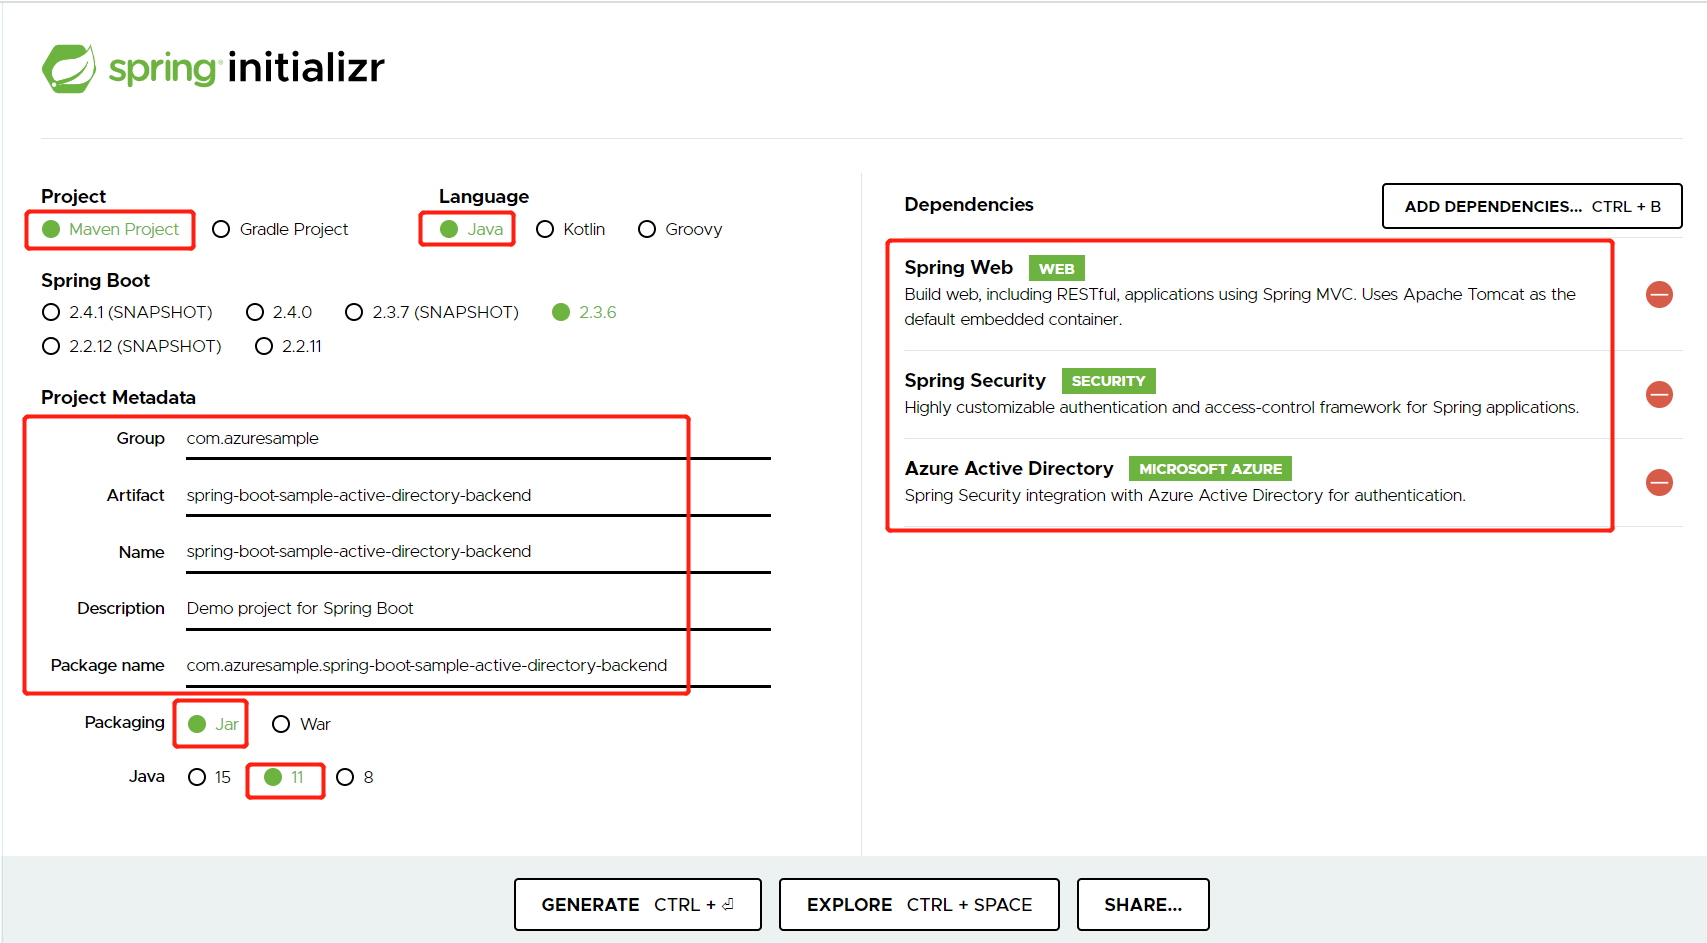 spring initializr
Project
Maven Project Gradle Project
Language
Java Kotlin Groovy
Spring Boot
2.4.1 (SNAPSHOT) 2.4.0 2.3.7 (SNAPSHOT) 2.3.6
2.2.12 (SNAPSHOT) 2.2.11
Project Metadata
Group com.azuresample
Artifact spring-boot-sample-active-directory-backend
Name spring-boot-sample-active-directory-backend
Description Demo project for Spring Boot
Package name com.azuresample.spring-boot-sample-active-directory-backend
Packaging Jar War
Java 15 11 8
Dependencies
ADD DEPENDENCIES... CTRL + B
Spring Web WEB
Build web, including RESTful, applications using Spring MVC. Uses Apache Tomcat as the
default embedded container.
Spring Security SECURITY
Highly customizable authentication and access-control framework for Spring applications.
Azure Active Directory MICROSOFT AZURE
Spring Security integration with Azure Active Directory for authentication.
GENERATE CTRL + ⏎
EXPLORE CTRL + SPACE
SHARE...